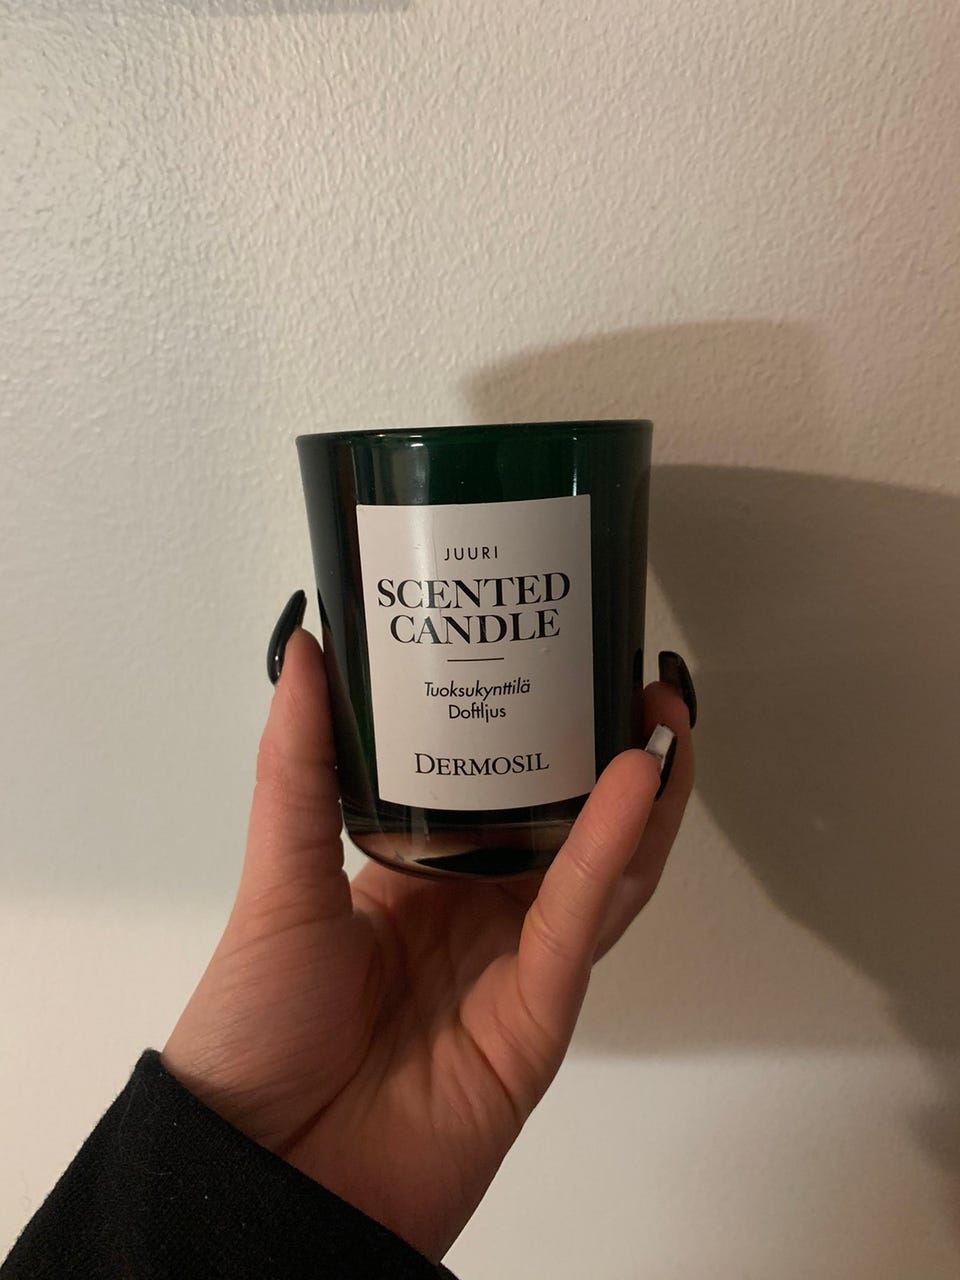 JUURI
SCENTED
CANDLE
Tuoksukynttilä
Doftljus
DERMOSIL